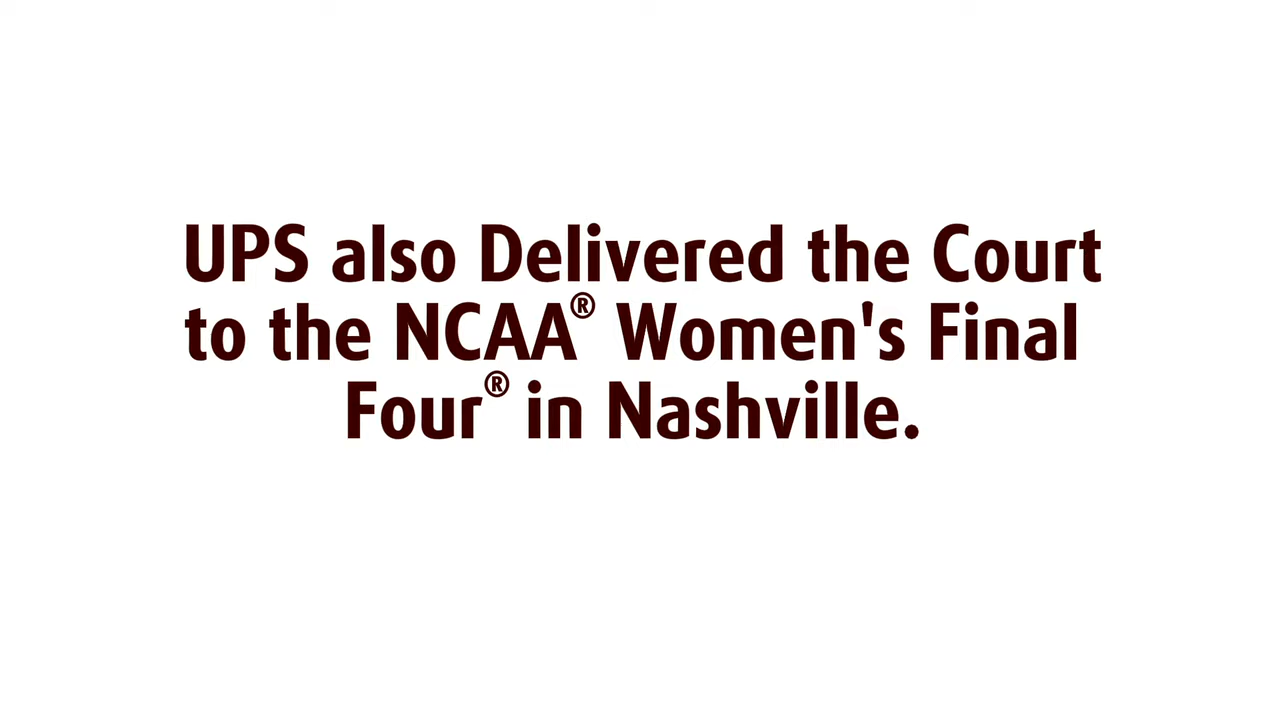 UPS also Delivered the Court
to the NCAA® Women's Final
Four® in Nashville.